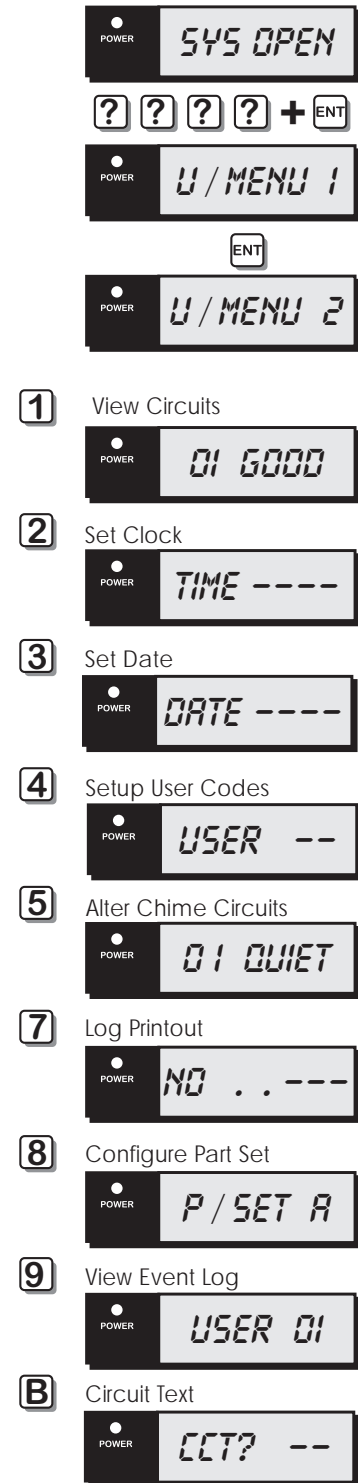 POWER SYS OPEN
? ? ? ? + ENT
POWER U/MENU 1
ENT
POWER U/MENU 2
1 View Circuits
POWER 01 GOOD
2 Set Clock
POWER TIME ----
3 Set Date
POWER DATE ----
4 Setup User Codes
POWER USER --
5 Alter Chime Circuits
POWER 01 QUIET
7 Log Printout
POWER NO ..---
8 Configure Part Set
POWER P/SET A
9 View Event Log
POWER USER 01
B Circuit Text
POWER CCT? --